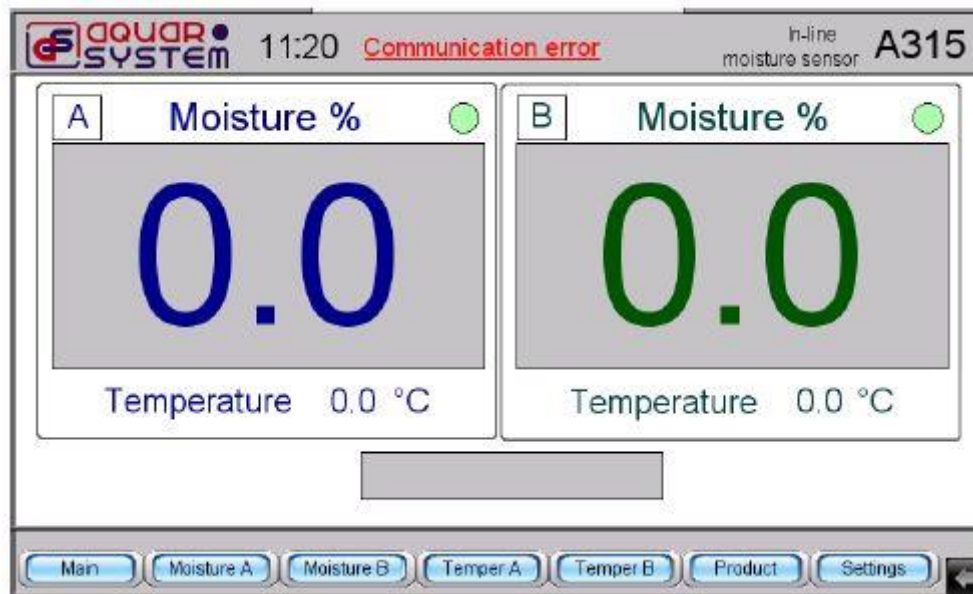 aquar system 11:20 Communication error In-line moisture sensor A315
A Moisture %
0.0
Temperature 0.0 °C
B Moisture %
0.0
Temperature 0.0 °C
Main Moisture A Moisture B Temper A Temper B Product Settings